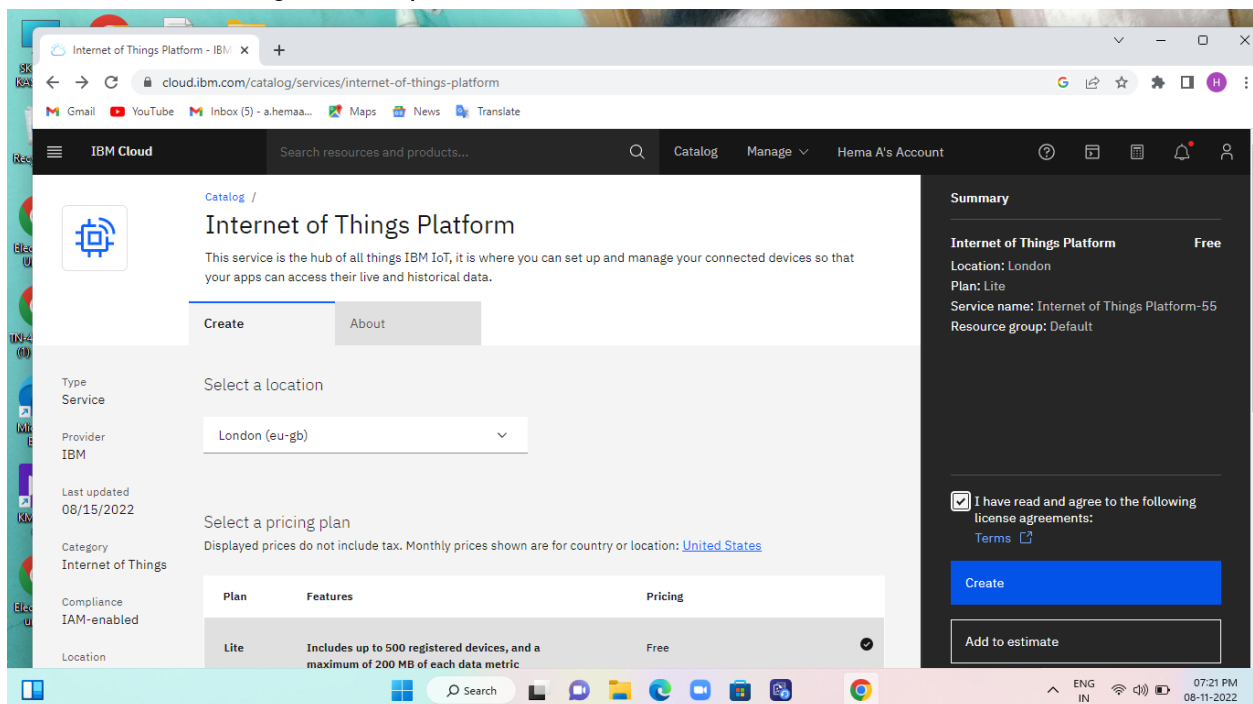 Internet of Things Platform - IBM
cloud.ibm.com/catalog/services/internet-of-things-platform
G
H
Gmail
YouTube
Inbox (5) - a.hemaa...
Maps
News
Translate
IBM Cloud
Search resources and products...
Catalog
Manage
Hema A's Account
Catalog /
Internet of Things Platform
This service is the hub of all things IBM IoT, it is where you can set up and manage your connected devices so that
your apps can access their live and historical data.
Create
About
Type
Service
Provider
IBM
Last updated
08/15/2022
Category
Internet of Things
Compliance
IAM-enabled
Location
Select a location
London (eu-gb)
Select a pricing plan
Displayed prices do not include tax. Monthly prices shown are for country or location: United States
Plan Features Pricing
Lite Includes up to 500 registered devices, and a Free
maximum of 200 MB of each data metric
Summary
Internet of Things Platform Free
Location: London
Plan: Lite
Service name: Internet of Things Platform-55
Resource group: Default
I have read and agree to the following
license agreements:
Terms
Create
Add to estimate
Search
ENG
IN
07:21 PM
08-11-2022